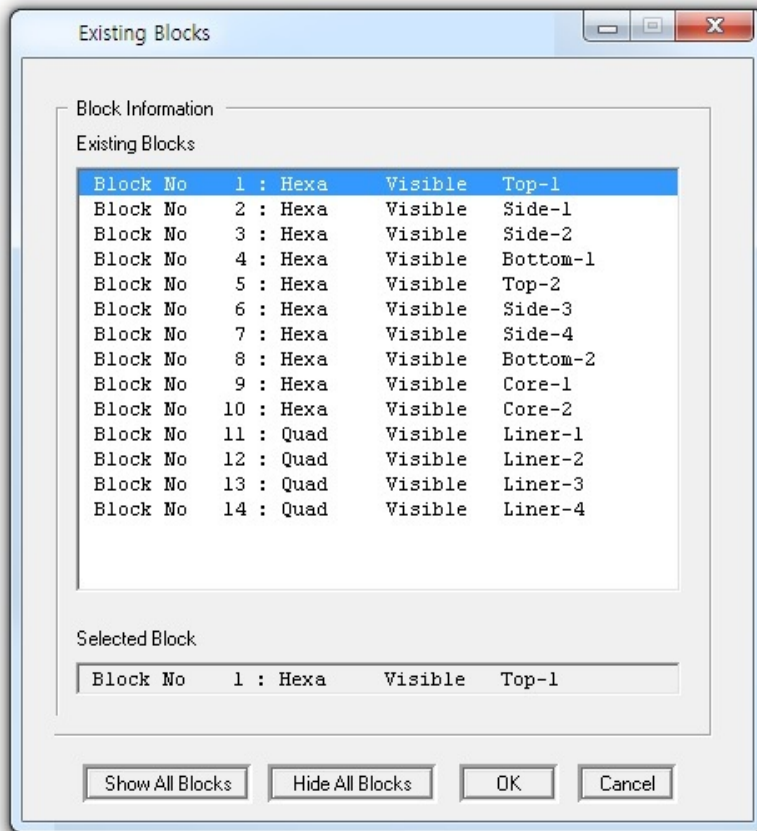 Existing Blocks
Block Information
Existing Blocks
Block No 1 : Hexa Visible Top-1
Block No 2 : Hexa Visible Side-1
Block No 3 : Hexa Visible Side-2
Block No 4 : Hexa Visible Bottom-1
Block No 5 : Hexa Visible Top-2
Block No 6 : Hexa Visible Side-3
Block No 7 : Hexa Visible Side-4
Block No 8 : Hexa Visible Bottom-2
Block No 9 : Hexa Visible Core-1
Block No 10 : Hexa Visible Core-2
Block No 11 : Quad Visible Liner-1
Block No 12 : Quad Visible Liner-2
Block No 13 : Quad Visible Liner-3
Block No 14 : Quad Visible Liner-4
Selected Block
Block No 1 : Hexa Visible Top-1
Show All Blocks Hide All Blocks OK Cancel